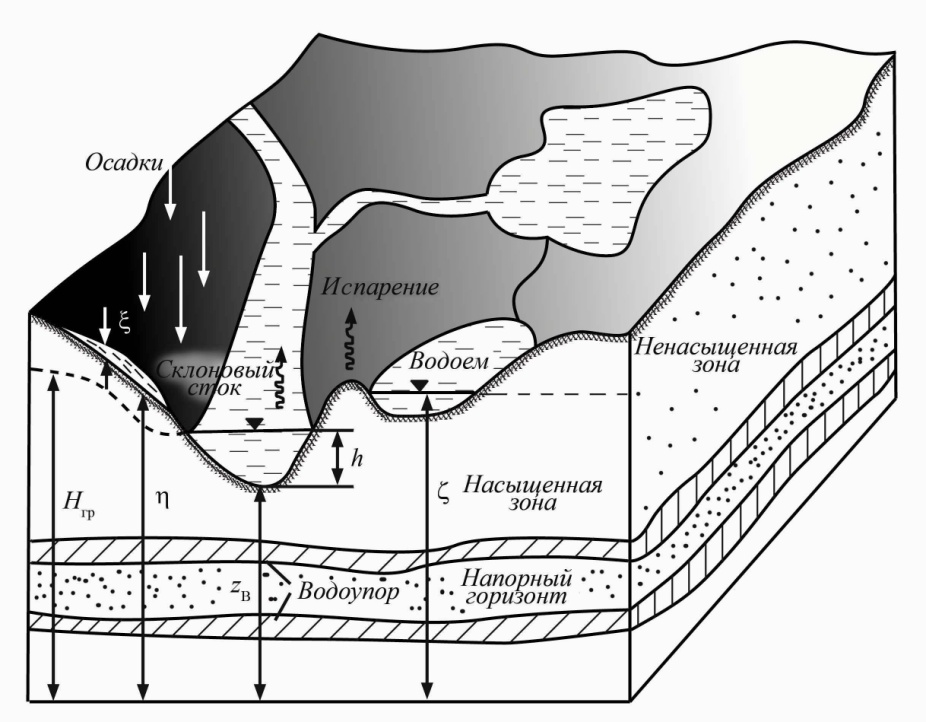 Осадки
ξ
Испарение
Склоновый
сток
Водоем
Ненасыщенная
зона
h
Hгр
η
ζ
Насыщенная
зона
zВ
Водоупор
Напорный
горизонт